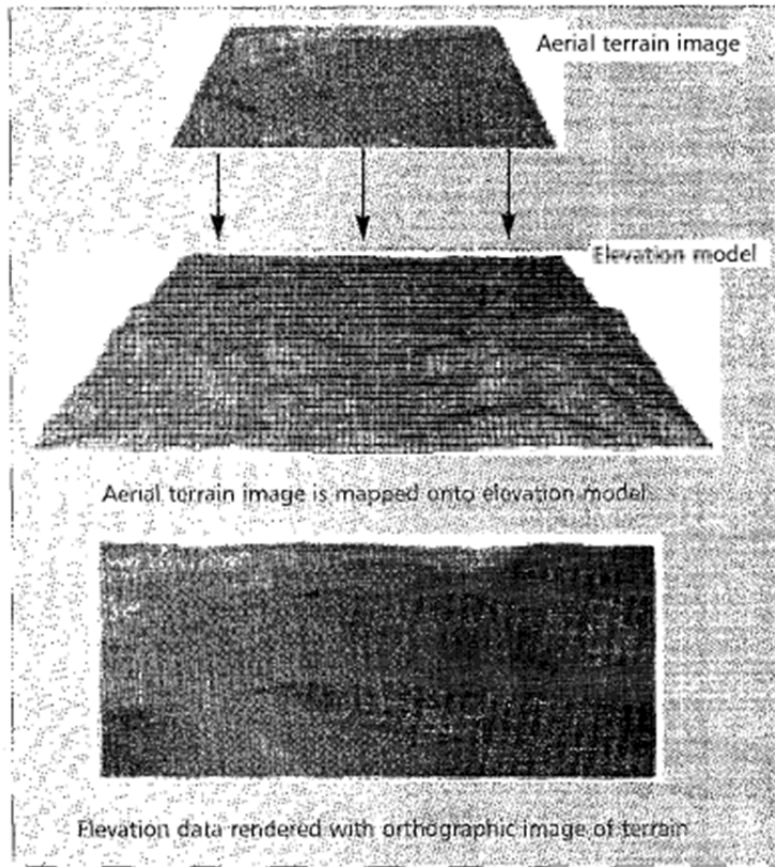 Aerial terrain image
Elevation model
Aerial terrain image is mapped onto elevation model
Elevation data rendered with orthographic image of terrain